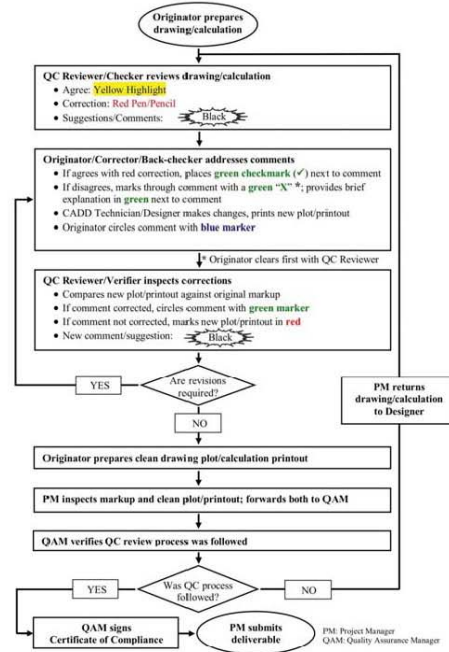 Originator prepares
drawing/calculation
QC Reviewer/Checker reviews drawing/calculation
• Agree: Yellow Highlight
• Correction: Red Pen/Pencil
• Suggestions/Comments: Black
Originator/Corrector/Back-checker addresses comments
• If agrees with red correction, places green checkmark (✓) next to
comment
• If disagrees, marks through comment with a green “X” *; provides brief
explanation in green next to comment
• CADD Technician/Designer makes changes, prints new plot/printout
• Originator circles comment with blue marker
* Originator clears first with QC Reviewer
QC Reviewer/Verifier inspects corrections
• Compares new plot/printout against original markup
• If comment corrected, circles comment with green marker
• If comment not corrected, marks new plot/printout in red
• New comment/suggestion: Black
YES
Are revisions
required?
PM returns
drawing/calculation
to Designer
NO
Originator prepares clean drawing plot/calculation printout
PM inspects markup and clean plot/printout; forwards both to QAM
QAM verifies QC review process was followed
YES
Was QC process
followed?
NO
QAM signs
Certificate of Compliance
PM submits
deliverable
PM: Project Manager
QAM: Quality Assurance Manager